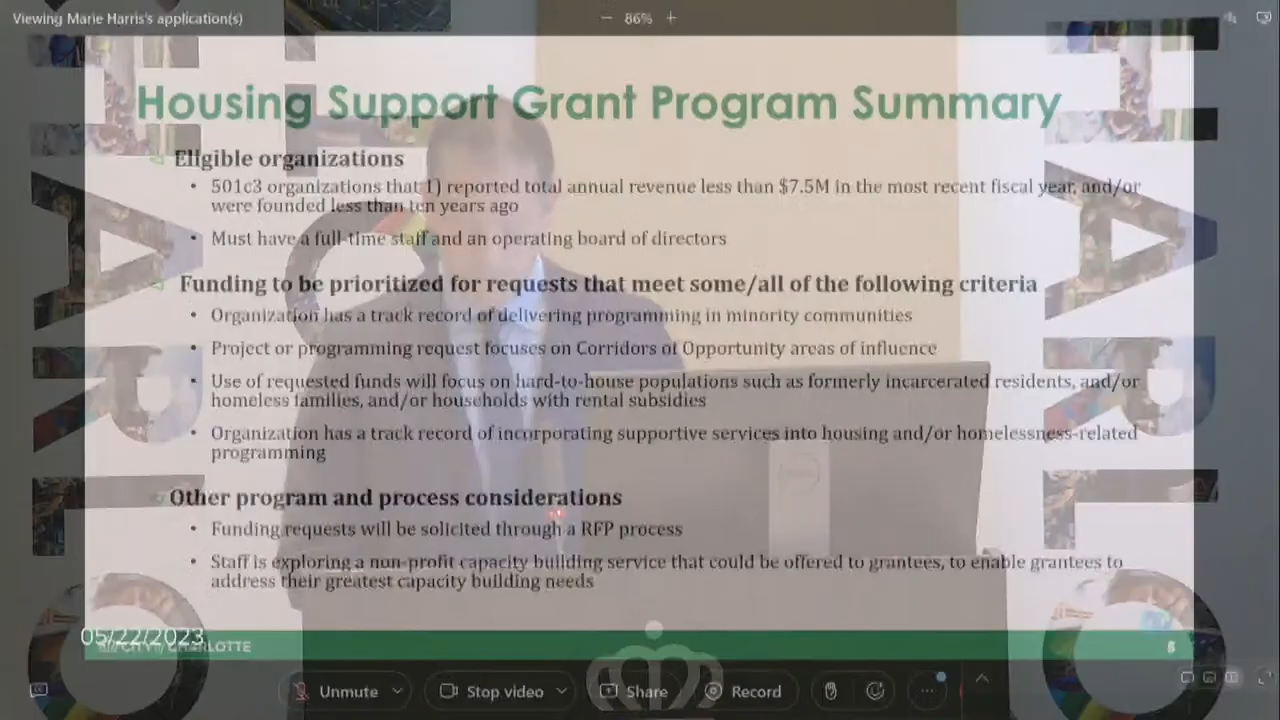 Viewing Marie Harris's application(s)
86%
Housing Support Grant Program Summary
Eligible organizations
• 501c3 organizations that 1) reported total annual revenue less than $7.5M in the most recent fiscal year, and/or
were founded less than ten years ago
• Must have a full-time staff and an operating board of directors
Funding to be prioritized for requests that meet some/all of the following criteria
• Organization has a track record of delivering programming in minority communities
• Project or programming request focuses on Corridors of Opportunity areas of influence
• Use of requested funds will focus on hard-to-house populations such as formerly incarcerated residents, and/or
homeless families, and/or households with rental subsidies
• Organization has a track record of incorporating supportive services into housing and/or homelessness-related
programming
Other program and process considerations
• Funding requests will be solicited through a RFP process
• Staff is exploring a non-profit capacity building service that could be offered to grantees, to enable grantees to
address their greatest capacity building needs
05/22/2023
CITY of CHARLOTTE
8
Unmute
Stop video
Share
Record